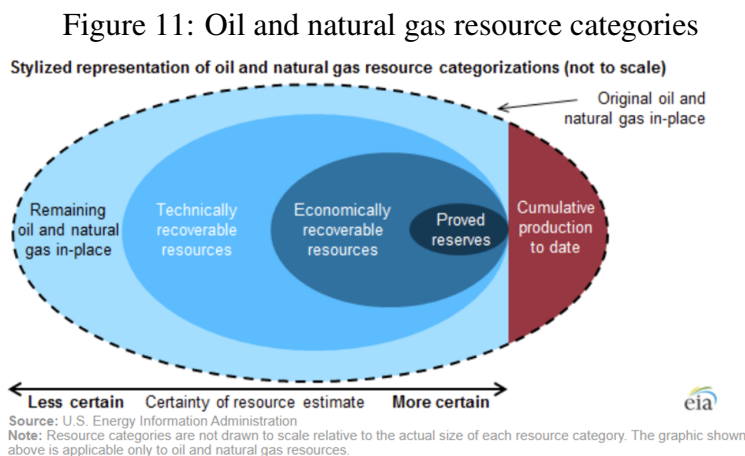 Figure 11: Oil and natural gas resource categories
Stylized representation of oil and natural gas resource categorizations (not to scale)
Original oil and
natural gas in-place
Remaining
oil and natural
gas in-place
Technically
recoverable
resources
Economically
recoverable
resources
Proved
reserves
Cumulative
production
to date
Less certain Certainty of resource estimate More certain
eia
Source: U.S. Energy Information Administration
Note: Resource categories are not drawn to scale relative to the actual size of each resource category. The graphic shown
above is applicable only to oil and natural gas resources.